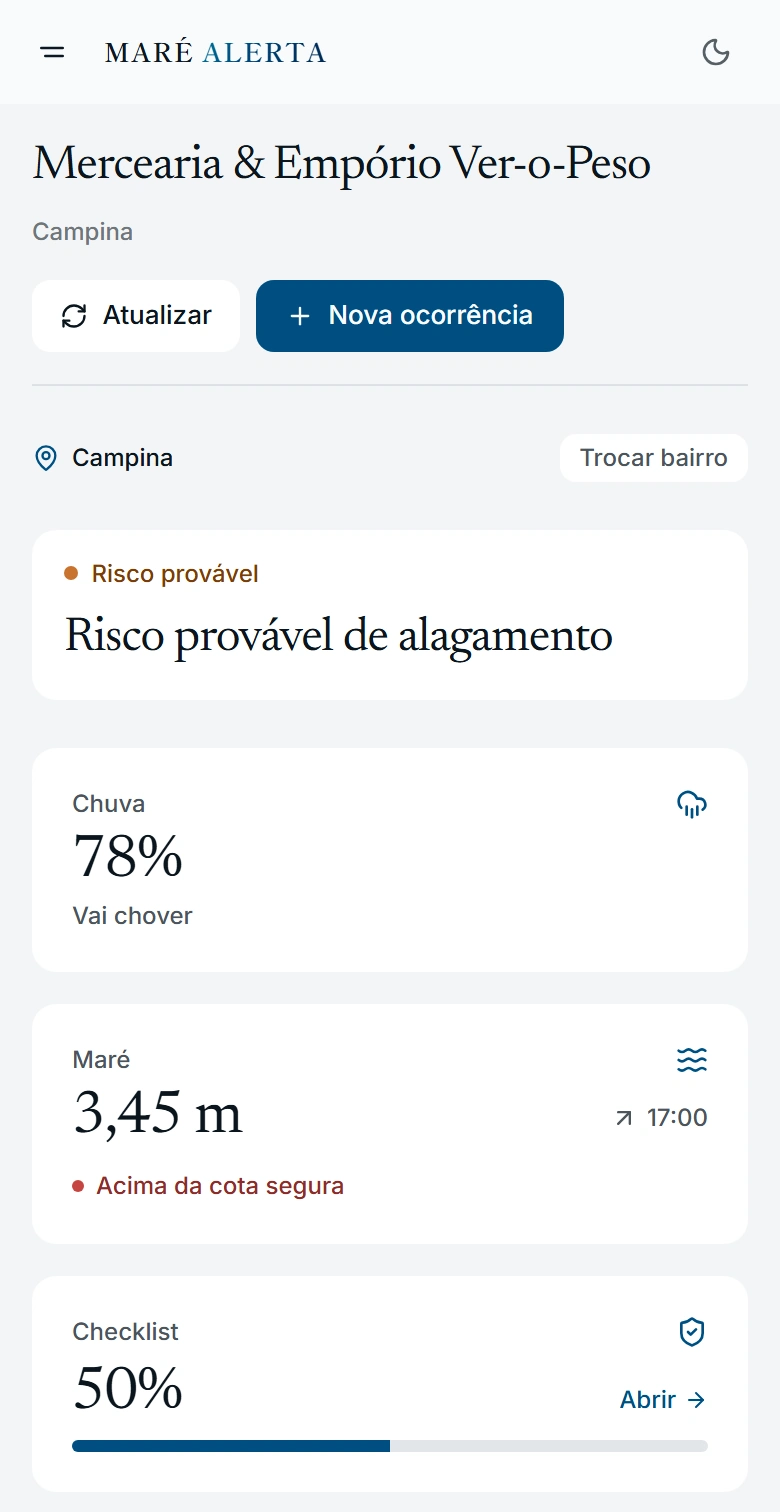 MARÉ ALERTA
Mercearia & Empório Ver-o-Peso
Campina
Atualizar
Nova ocorrência
Campina
Trocar bairro
Risco provável
Risco provável de alagamento
Chuva
78%
Vai chover
Maré
3,45 m
17:00
Acima da cota segura
Checklist
50%
Abrir